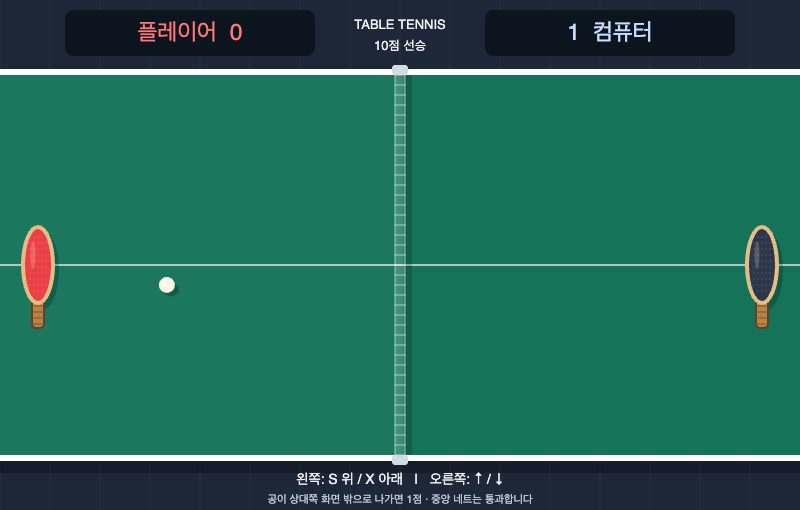 플레이어 0
TABLE TENNIS
10점 선승
1 컴퓨터
왼쪽: S 위 / X 아래 | 오른쪽: ↑ / ↓
공이 상대쪽 화면 밖으로 나가면 1점 · 중앙 네트는 통과합니다